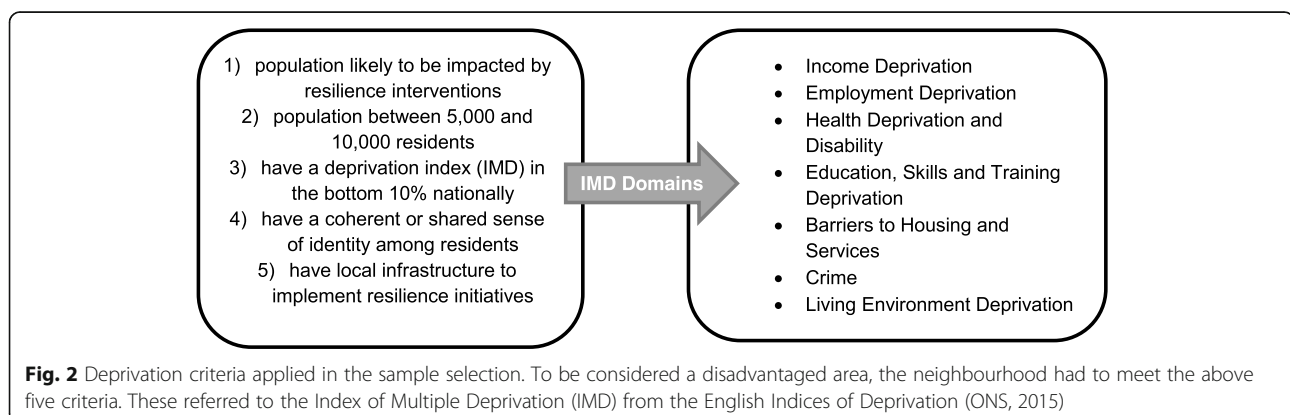 1) population likely to be impacted by
resilience interventions
2) population between 5,000 and
10,000 residents
3) have a deprivation index (IMD) in
the bottom 10% nationally
4) have a coherent or shared sense
of identity among residents
5) have local infrastructure to
implement resilience initiatives
IMD Domains
• Income Deprivation
• Employment Deprivation
• Health Deprivation and
Disability
• Education, Skills and Training
Deprivation
• Barriers to Housing and
Services
• Crime
• Living Environment Deprivation
Fig. 2 Deprivation criteria applied in the sample selection. To be considered a disadvantaged area, the neighbourhood had to meet the above
five criteria. These referred to the Index of Multiple Deprivation (IMD) from the English Indices of Deprivation (ONS, 2015)